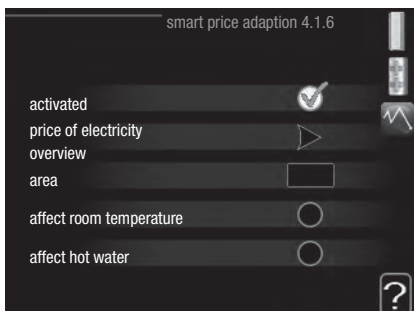 smart price adaption 4.1.6
activated
price of electricity
overview
area
affect room temperature
affect hot water
?